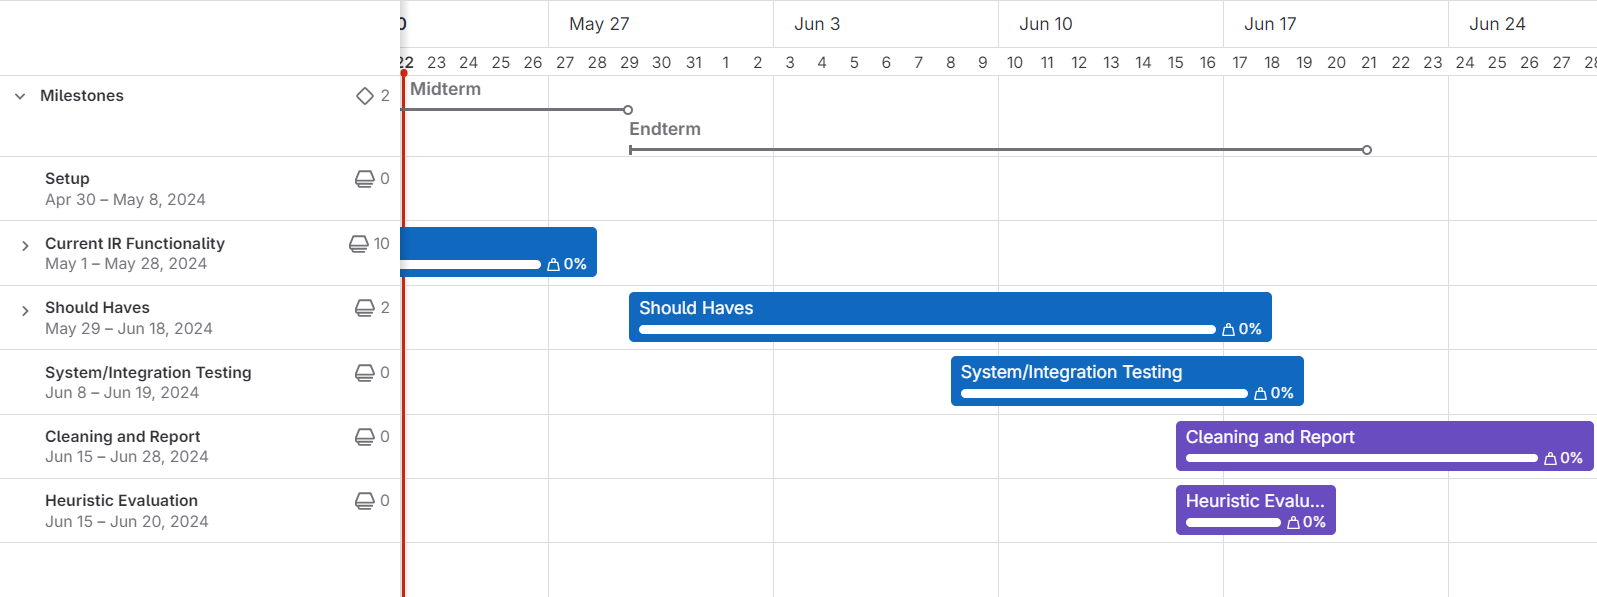 May 27 Jun 3 Jun 10 Jun 17 Jun 24
22 23 24 25 26 27 28 29 30 31 1 2 3 4 5 6 7 8 9 10 11 12 13 14 15 16 17 18 19 20 21 22 23 24 25 26 27 28
Milestones 2
Midterm
Endterm
Setup 0
Apr 30 – May 8, 2024
Current IR Functionality 10
May 1 – May 28, 2024
0%
Should Haves 2
May 29 – Jun 18, 2024
Should Haves
0%
System/Integration Testing 0
Jun 8 – Jun 19, 2024
System/Integration Testing
0%
Cleaning and Report 0
Jun 15 – Jun 28, 2024
Cleaning and Report
0%
Heuristic Evaluation 0
Jun 15 – Jun 20, 2024
Heuristic Evalu...
0%